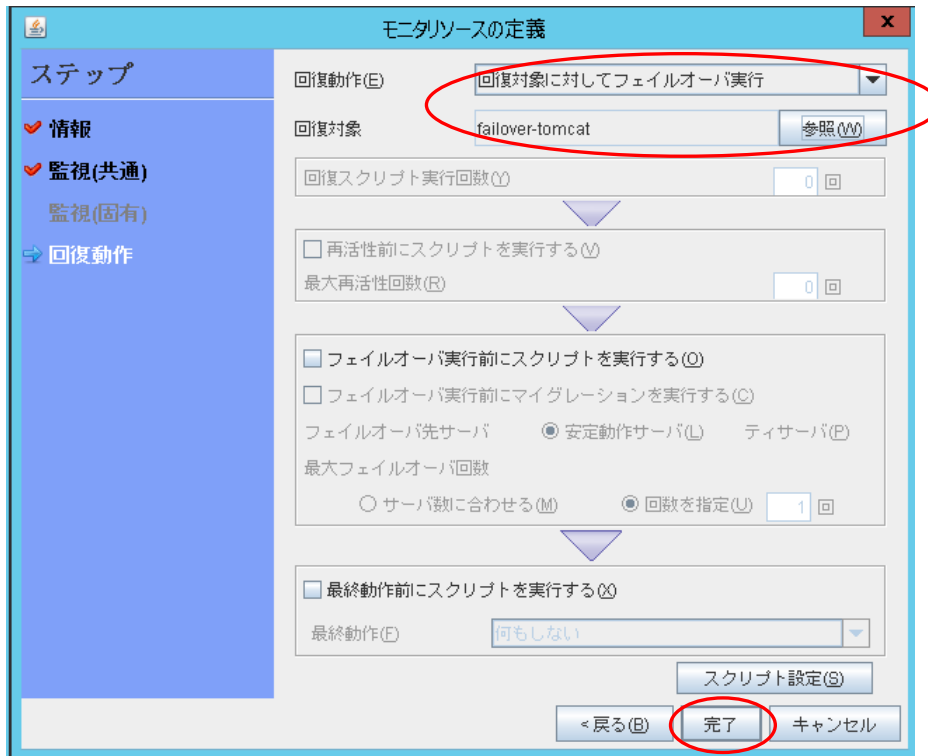 モニタリソースの定義
x
ステップ
情報
監視(共通)
監視(固有)
回復動作
回復動作(E) 回復対象に対してフェイルオーバ実行
回復対象 failover-tomcat 参照(W)
回復スクリプト実行回数(Y) 0 回
再活性前にスクリプトを実行する(V)
最大再活性回数(R) 0 回
フェイルオーバ実行前にスクリプトを実行する(O)
フェイルオーバ実行前にマイグレーションを実行する(C)
フェイルオーバ先サーバ 安定動作サーバ(L) ティサーバ(P)
最大フェイルオーバ回数
サーバ数に合わせる(M) 回数を指定(U) 1 回
最終動作前にスクリプトを実行する(X)
最終動作(F) 何もしない
スクリプト設定(S)
<戻る(B) 完了 キャンセル